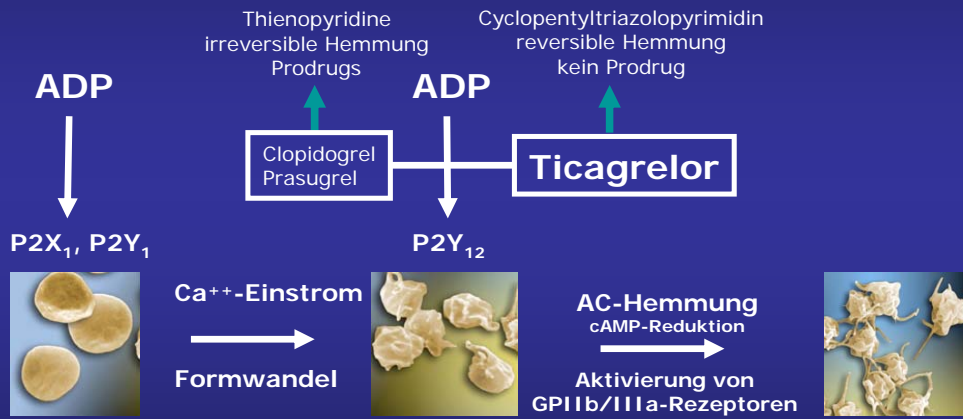 Thienopyridine
irreversible Hemmung
Prodrugs
Cyclopentyltriazolopyrimidin
reversible Hemmung
kein Prodrug
ADP
ADP
Clopidogrel
Prasugrel
Ticagrelor
P2X₁, P2Y₁
P2Y₁₂
Ca⁺⁺-Einstrom
Formwandel
AC-Hemmung
cAMP-Reduktion
Aktivierung von
GPIIb/IIIa-Rezeptoren